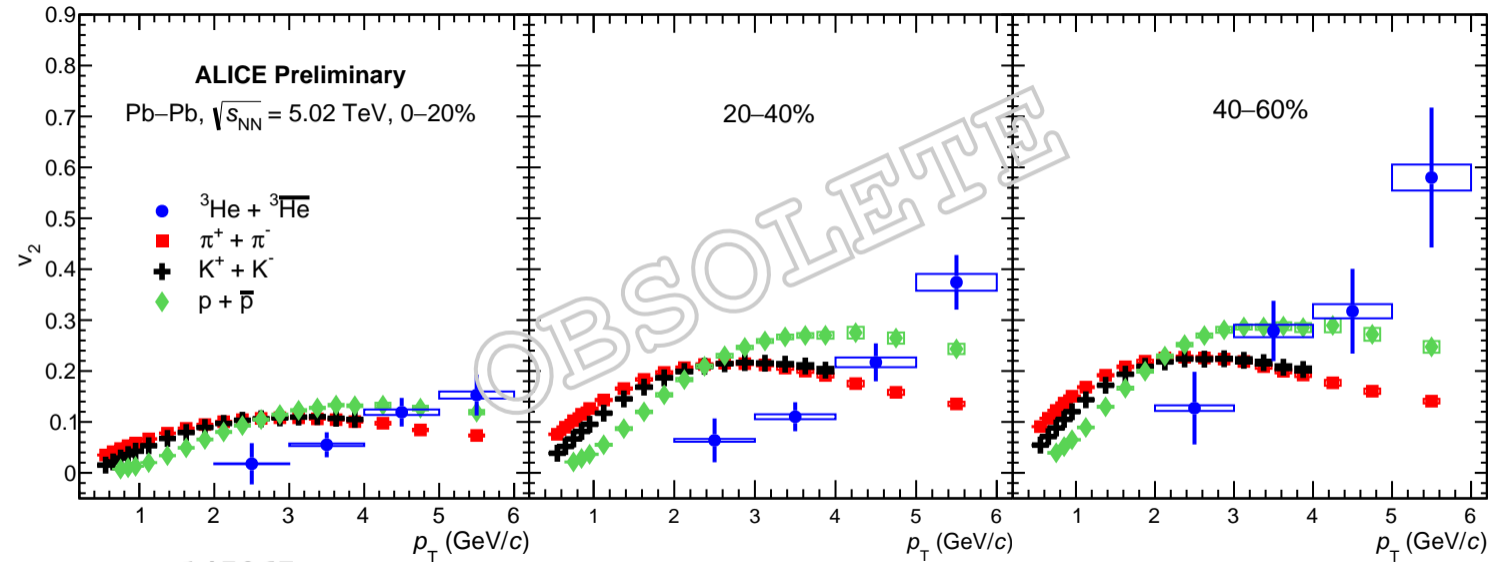 0.9
0.8
0.7
0.6
0.5
0.4
0.3
0.2
0.1
0
v₂
ALICE Preliminary
Pb–Pb, √s_NN = 5.02 TeV, 0–20%
³He + ³H̅e̅
π⁺ + π⁻
K⁺ + K⁻
p + p̅
1 2 3 4 5 6
p_T (GeV/c)
20–40%
OBSOLETE
1 2 3 4 5 6
p_T (GeV/c)
40–60%
1 2 3 4 5 6
p_T (GeV/c)